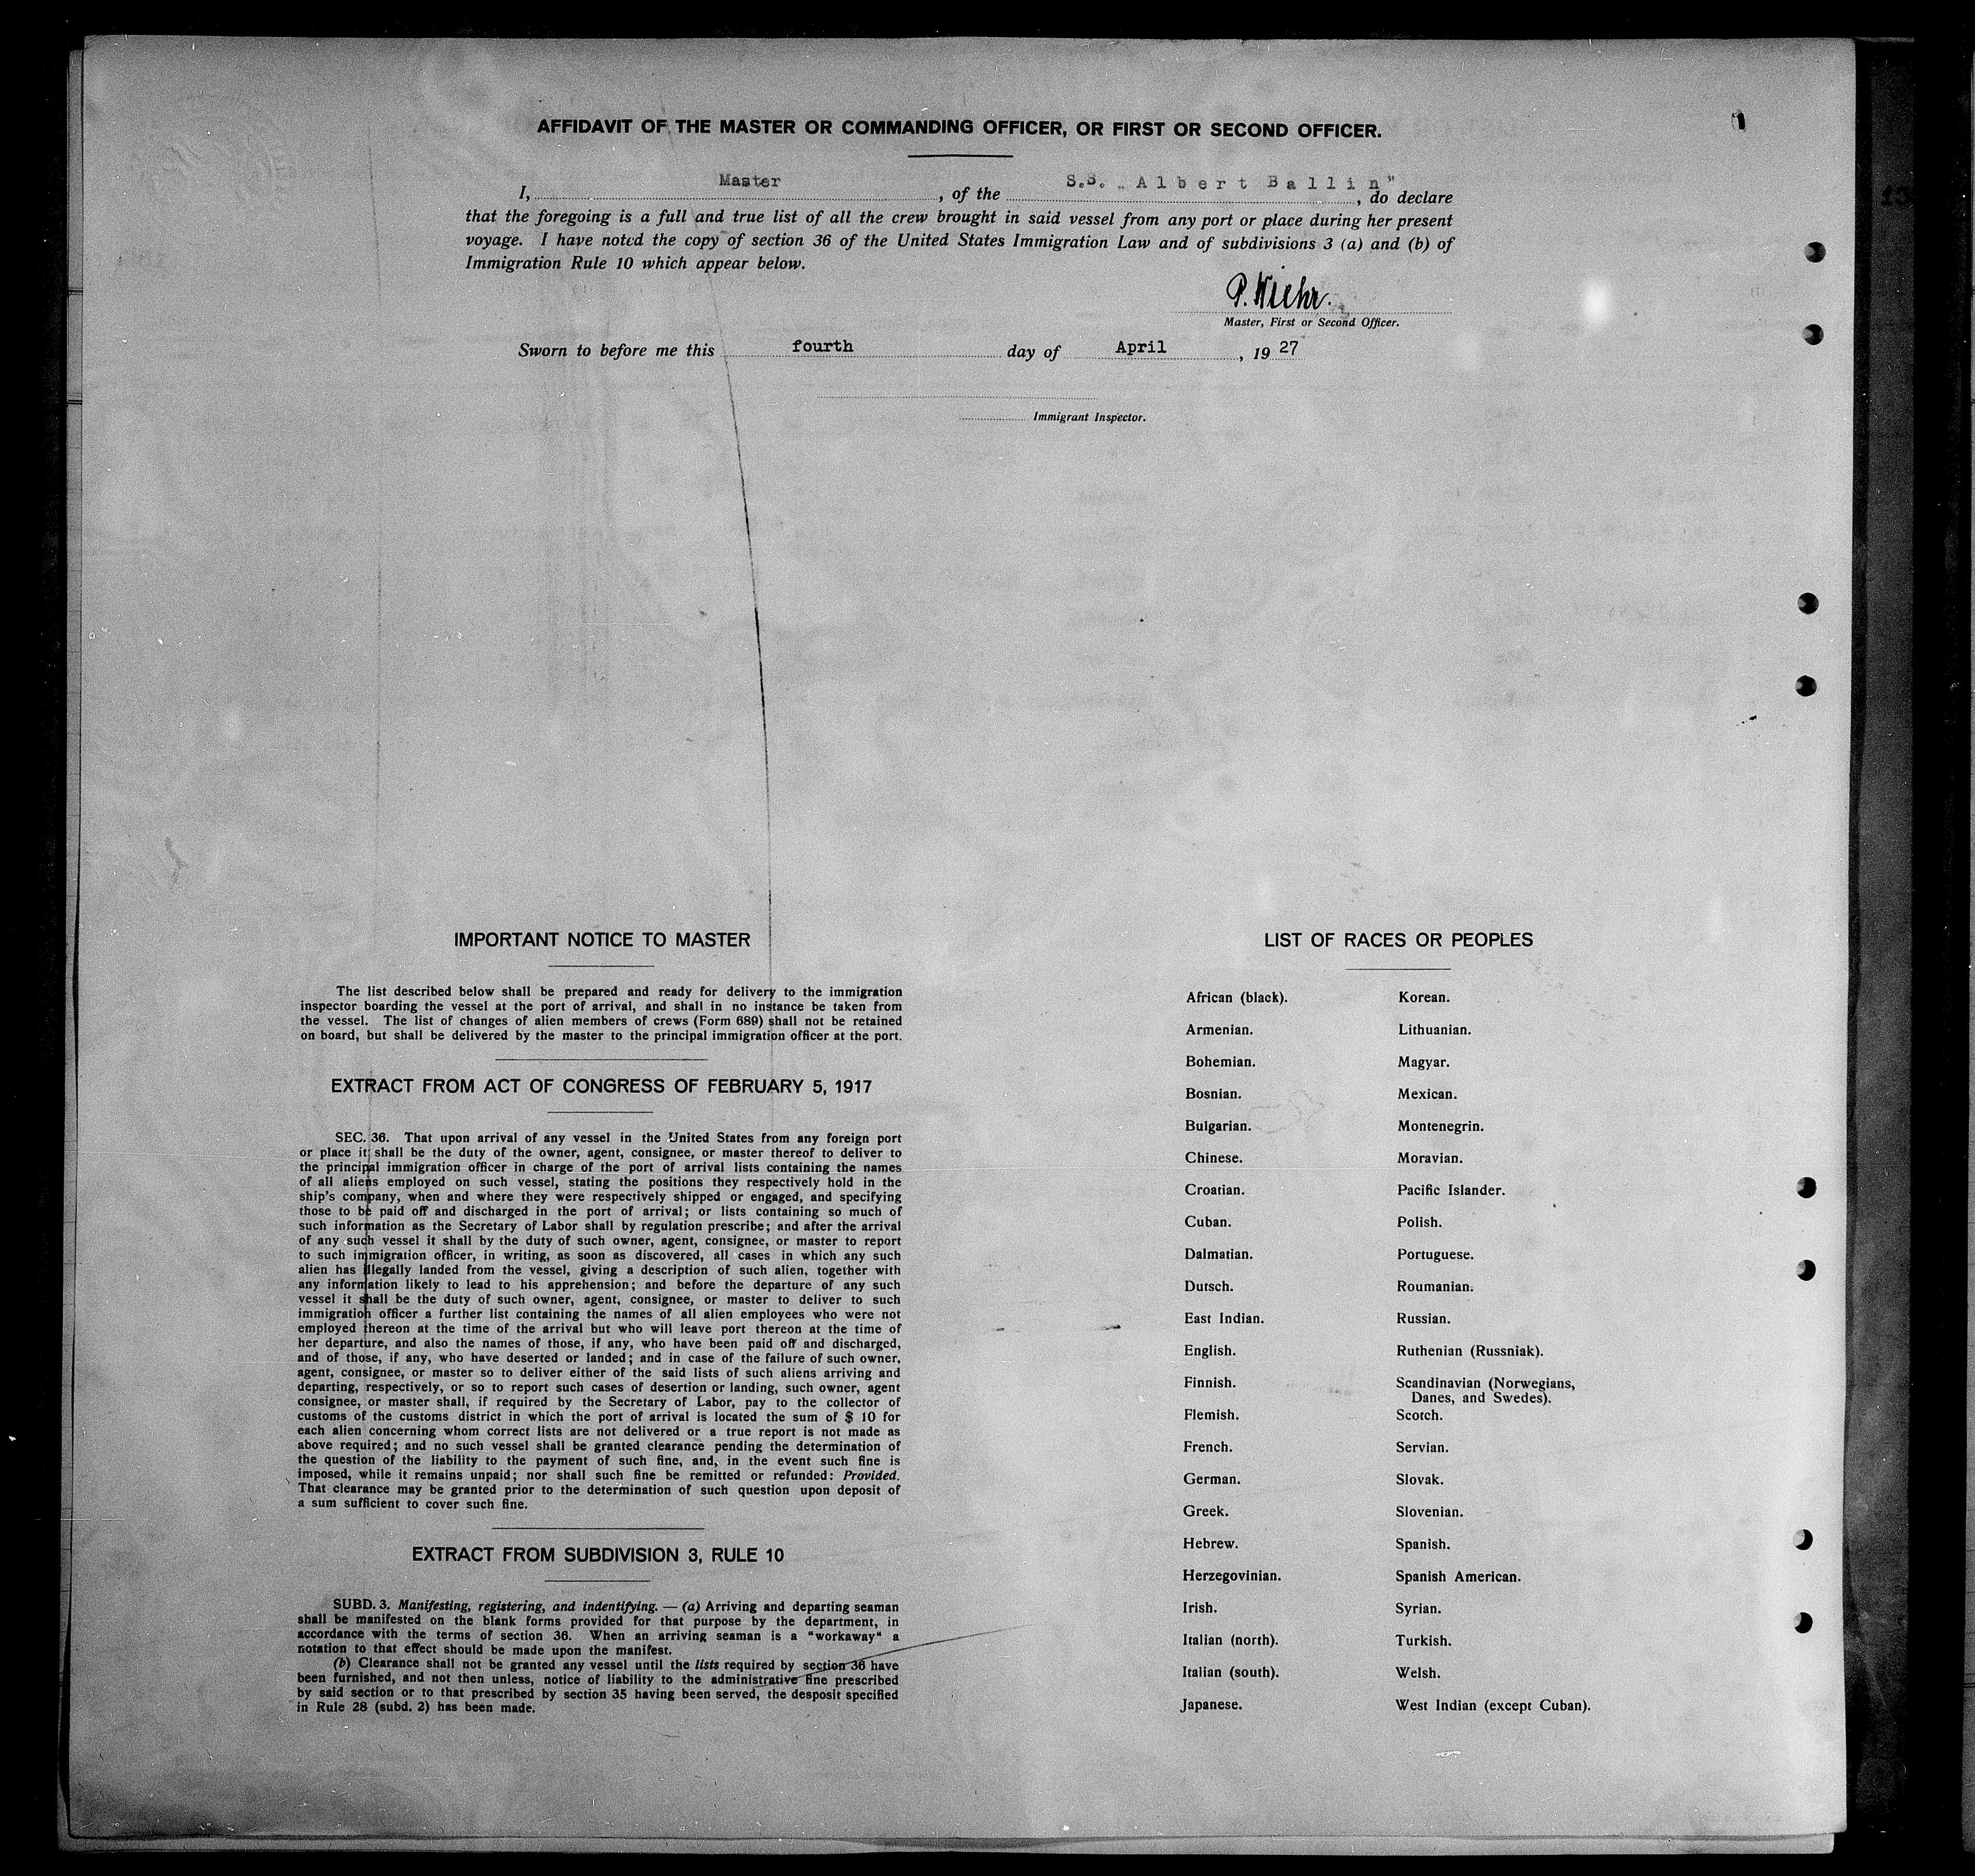 AFFIDAVIT OF THE MASTER OR COMMANDING OFFICER, OR FIRST OR SECOND OFFICER.
I, Master, of the S.S. „Albert Ballin", do declare
that the foregoing is a full and true list of all the crew brought in said vessel from any port or place during her present
voyage. I have noted the copy of section 36 of the United States Immigration Law and of subdivisions 3 (a) and (b) of
Immigration Rule 10 which appear below.
P. Wiehr.
Master, First or Second Officer.
Sworn to before me this fourth day of April, 1927
Immigrant Inspector.
IMPORTANT NOTICE TO MASTER
The list described below shall be prepared and ready for delivery to the immigration
inspector boarding the vessel at the port of arrival, and shall in no instance be taken from
the vessel. The list of changes of alien members of crews (Form 689) shall not be retained
on board, but shall be delivered by the master to the principal immigration officer at the port.
EXTRACT FROM ACT OF CONGRESS OF FEBRUARY 5, 1917
SEC. 36. That upon arrival of any vessel in the United States from any foreign port
or place it shall be the duty of the owner, agent, consignee, or master thereof to deliver to
the principal immigration officer in charge of the port of arrival lists containing the names
of all aliens employed on such vessel, stating the positions they respectively hold in the
ship's company, when and where they were respectively shipped or engaged, and specifying
those to be paid off and discharged in the port of arrival; or lists containing so much of
such information as the Secretary of Labor shall by regulation prescribe; and after the arrival
of any such vessel it shall by the duty of such owner, agent, consignee, or master to report
to such immigration officer, in writing, as soon as discovered, all cases in which any such
alien has illegally landed from the vessel, giving a description of such alien, together with
any information likely to lead to his apprehension; and before the departure of any such
vessel it shall be the duty of such owner, agent, consignee, or master to deliver to such
immigration officer a further list containing the names of all alien employees who were not
employed thereon at the time of the arrival but who will leave port thereon at the time of
her departure, and also the names of those, if any, who have been paid off and discharged,
and of those, if any, who have deserted or landed; and in case of the failure of such owner,
agent, consignee, or master so to deliver either of the said lists of such aliens arriving and
departing, respectively, or so to report such cases of desertion or landing, such owner, agent
consignee, or master shall, if required by the Secretary of Labor, pay to the collector of
customs of the customs district in which the port of arrival is located the sum of $ 10 for
each alien concerning whom correct lists are not delivered or a true report is not made as
above required; and no such vessel shall be granted clearance pending the determination of
the question of the liability to the payment of such fine, and, in the event such fine is
imposed, while it remains unpaid; nor shall such fine be remitted or refunded: Provided.
That clearance may be granted prior to the determination of such question upon deposit of
a sum sufficient to cover such fine.
EXTRACT FROM SUBDIVISION 3, RULE 10
SUBD. 3. Manifesting, registering, and indentifying. — (a) Arriving and departing seaman
shall be manifested on the blank forms provided for that purpose by the department, in
accordance with the terms of section 36. When an arriving seaman is a "workaway" a
notation to that effect should be made upon the manifest.
(b) Clearance shall not be granted any vessel until the lists required by section 36 have
been furnished, and not then unless, notice of liability to the administrative fine prescribed
by said section or to that prescribed by section 35 having been served, the desposit specified
in Rule 28 (subd. 2) has been made.
LIST OF RACES OR PEOPLES
African (black).
Armenian.
Bohemian.
Bosnian.
Bulgarian.
Chinese.
Croatian.
Cuban.
Dalmatian.
Dutsch.
East Indian.
English.
Finnish.
Flemish.
French.
German.
Greek.
Hebrew.
Herzegovinian.
Irish.
Italian (north).
Italian (south).
Japanese.
Korean.
Lithuanian.
Magyar.
Mexican.
Montenegrin.
Moravian.
Pacific Islander.
Polish.
Portuguese.
Roumanian.
Russian.
Ruthenian (Russniak).
Scandinavian (Norwegians,
Danes, and Swedes).
Scotch.
Servian.
Slovak.
Slovenian.
Spanish.
Spanish American.
Syrian.
Turkish.
Welsh.
West Indian (except Cuban).